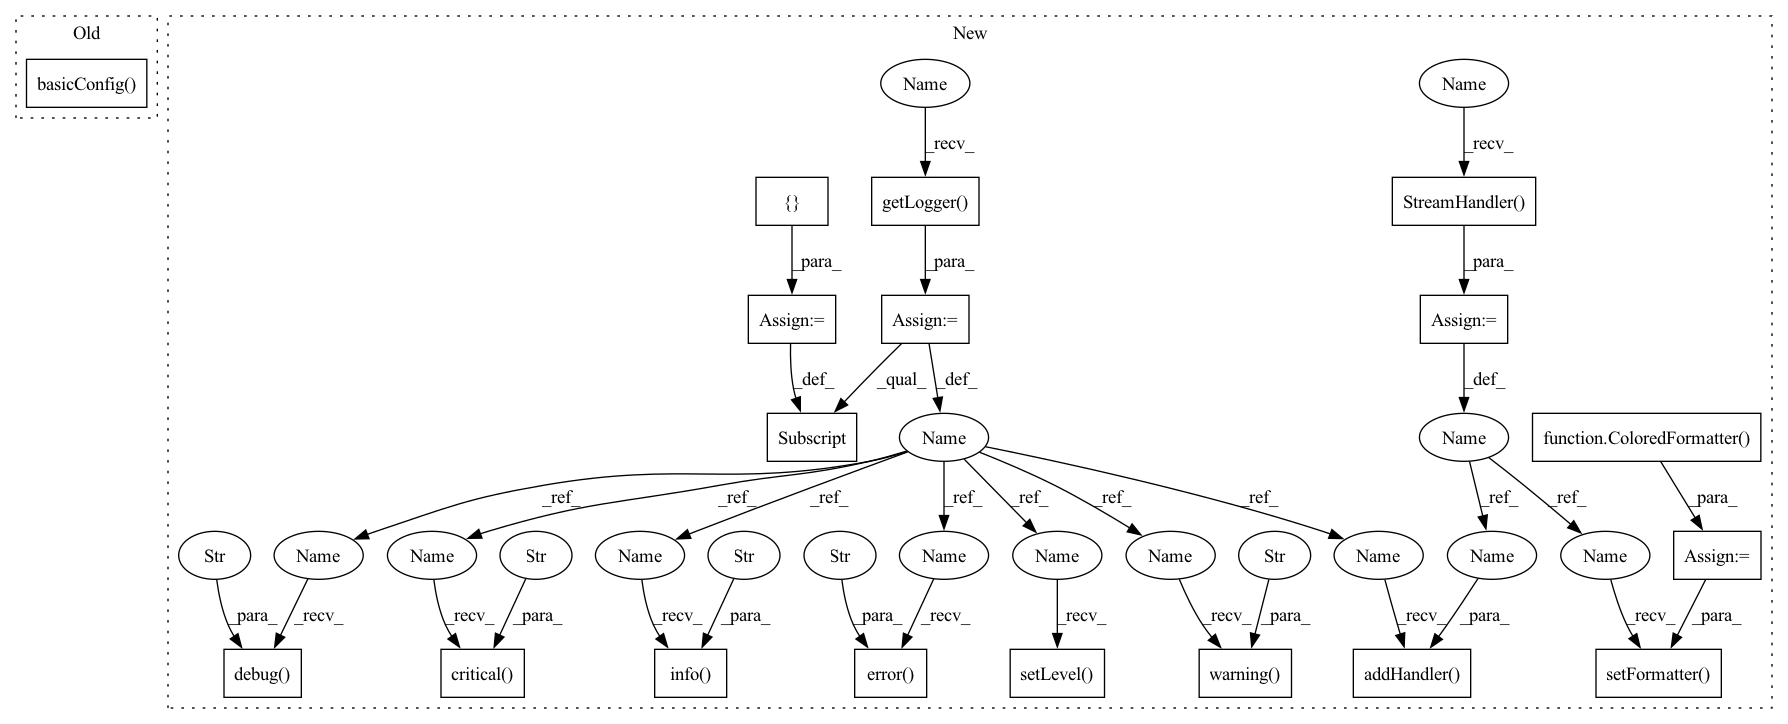 Old
New
basicConfig()
Name
Name
_recv_
_recv_
{}
getLogger()
StreamHandler()
_para_
_para_
_para_
Assign:=
Assign:=
Assign:=
_def_
_qual_
_def_
_def_
Subscript
Name
Name
function.ColoredFormatter()
_ref_
_ref_
_ref_
_ref_
_ref_
_ref_
_ref_
_ref_
_ref_
_para_
Str
Name
Name
Str
Name
Str
Str
Name
Name
Name
Str
Name
Name
Name
Assign:=
_para_
_recv_
_recv_
_para_
_recv_
_para_
_para_
_recv_
_recv_
_recv_
_para_
_recv_
_para_
_recv_
_para_
debug()
critical()
info()
error()
setLevel()
warning()
addHandler()
setFormatter()